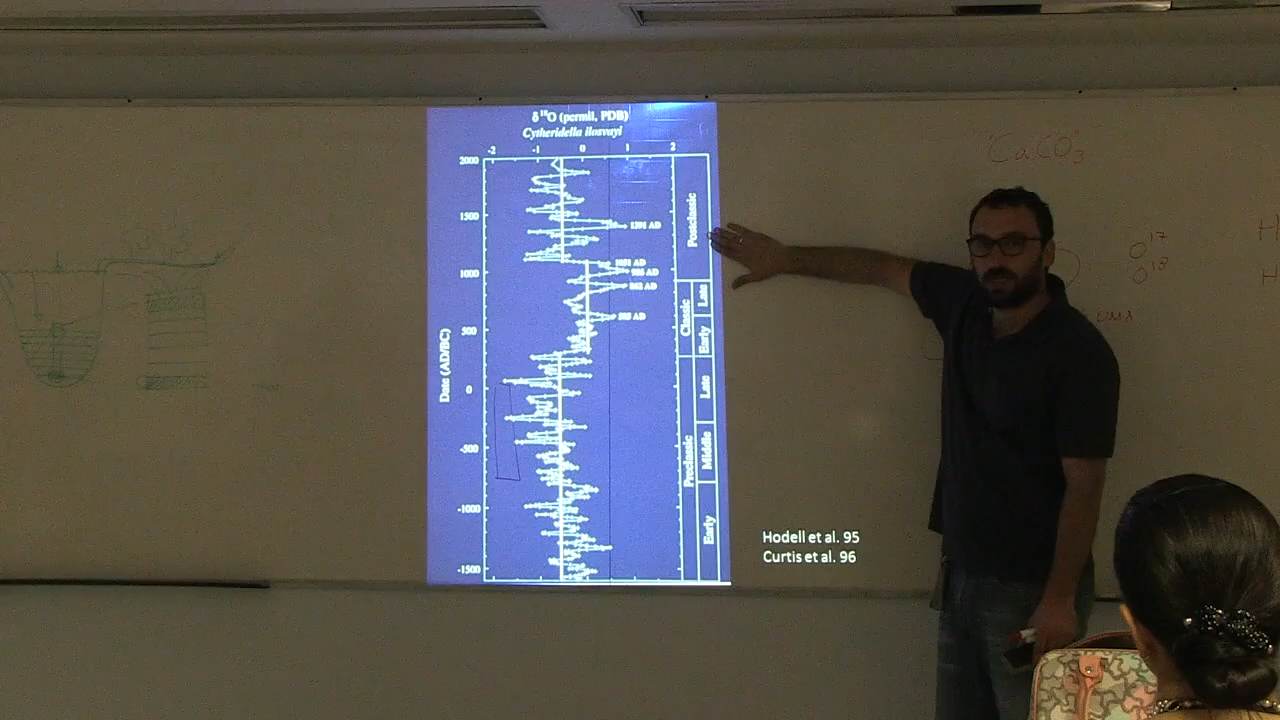 δ18O (permil, PDB)
Cytheridella ilosvayi
-2 -1 0 1 2
2000
1500
1000
500
0
-500
-1000
-1500
Date (AD/BC)
1391 AD
1051 AD
986 AD
862 AD
585 AD
Postclassic
Classic
Late
Early
Preclassic
Late
Middle
Early
Hodell et al. 95
Curtis et al. 96
CaCO3
O17
O18
H
H